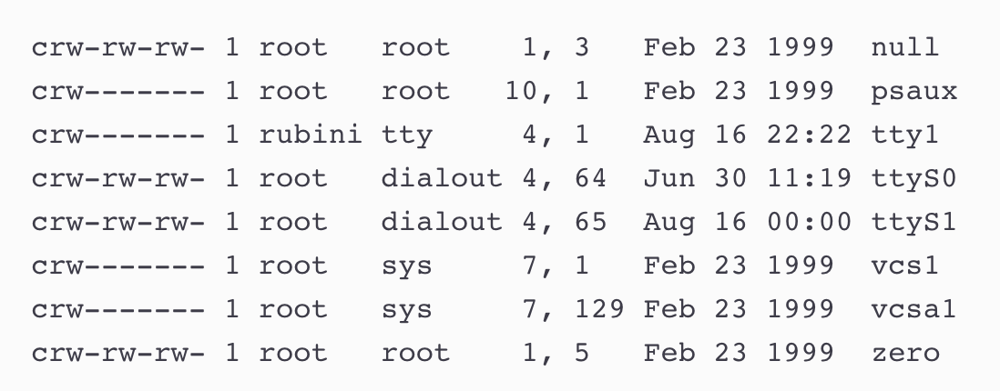 crw-rw-rw- 1 root   root    1, 3   Feb 23 1999  null
crw------- 1 root   root   10, 1   Feb 23 1999  psaux
crw------- 1 rubini tty     4, 1   Aug 16 22:22 tty1
crw-rw-rw- 1 root   dialout 4, 64  Jun 30 11:19 ttyS0
crw-rw-rw- 1 root   dialout 4, 65  Aug 16 00:00 ttyS1
crw------- 1 root   sys     7, 1   Feb 23 1999  vcs1
crw------- 1 root   sys     7, 129 Feb 23 1999  vcsa1
crw-rw-rw- 1 root   root    1, 5   Feb 23 1999  zero